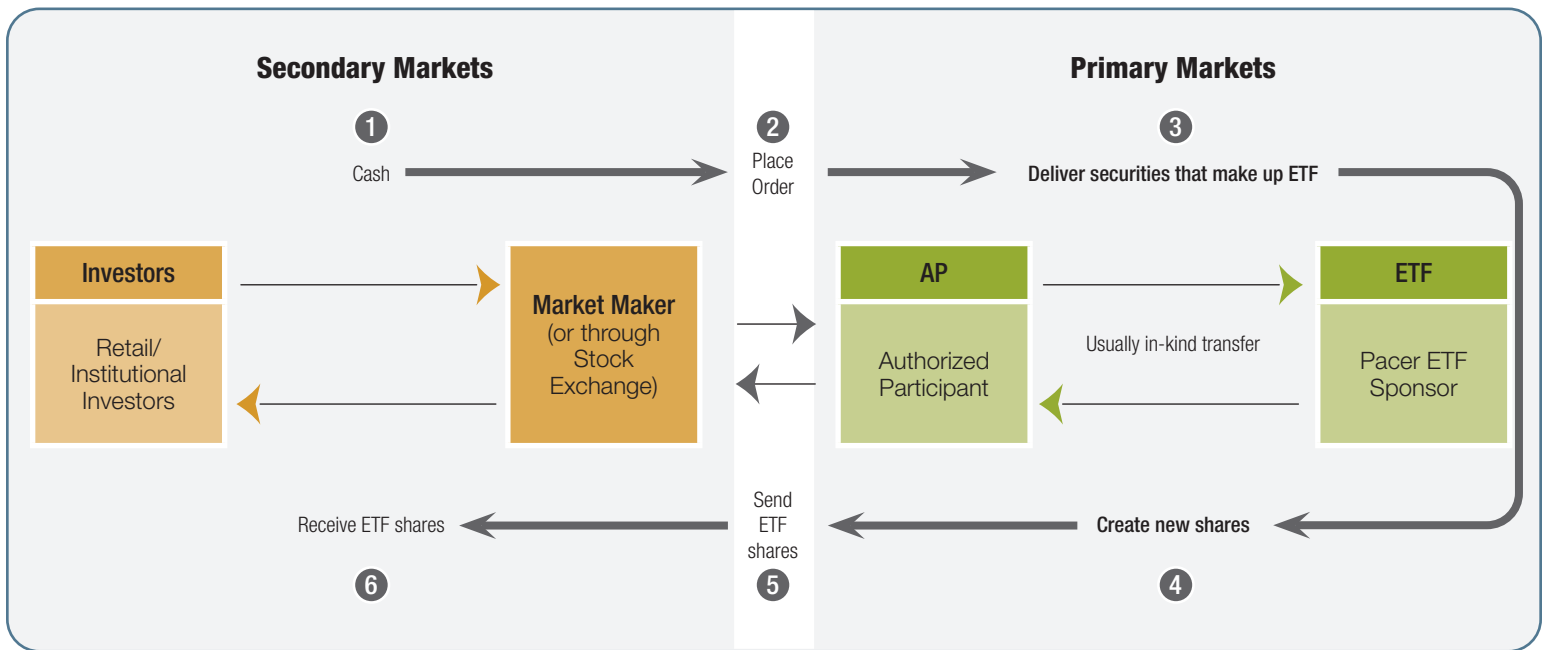 Secondary Markets
Primary Markets
1
2
3
Cash
Place
Order
Deliver securities that make up ETF
Investors
Retail/
Institutional
Investors
Market Maker
(or through
Stock
Exchange)
AP
Authorized
Participant
Usually in-kind transfer
ETF
Pacer ETF
Sponsor
Receive ETF shares
Send
ETF
shares
Create new shares
6
5
4